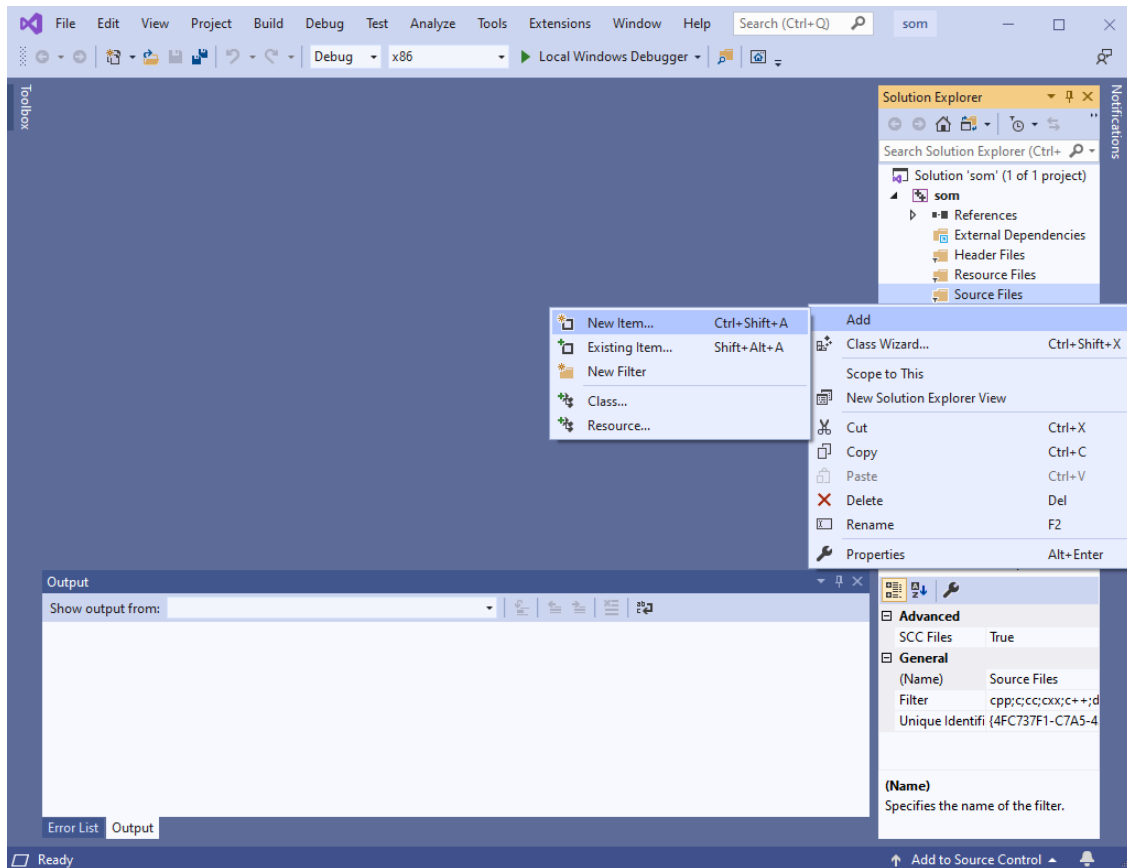 File Edit View Project Build Debug Test Analyze Tools Extensions Window Help Search (Ctrl+Q) som
Debug x86 Local Windows Debugger
Toolbox
Notifications
Solution Explorer
Search Solution Explorer (Ctrl+
Solution 'som' (1 of 1 project)
som
References
External Dependencies
Header Files
Resource Files
Source Files
New Item... Ctrl+Shift+A
Existing Item... Shift+Alt+A
New Filter
Class...
Resource...
Add
Class Wizard... Ctrl+Shift+X
Scope to This
New Solution Explorer View
Cut Ctrl+X
Copy Ctrl+C
Paste Ctrl+V
Delete Del
Rename F2
Properties Alt+Enter
Output
Show output from:
Advanced
SCC Files True
General
(Name) Source Files
Filter cpp;c;cc;cxx;c++;d
Unique Identifi {4FC737F1-C7A5-4
(Name)
Specifies the name of the filter.
Error List Output
Ready Add to Source Control